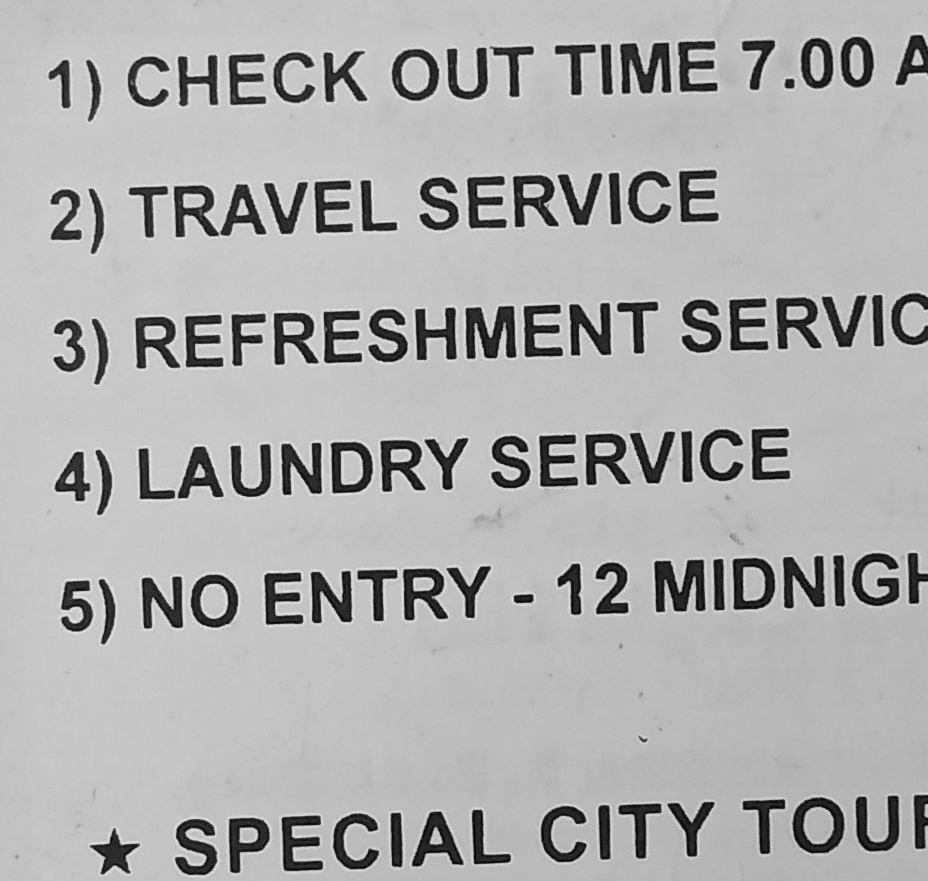 1) CHECK OUT TIME 7.00 A
2) TRAVEL SERVICE
3) REFRESHMENT SERVIC
4) LAUNDRY SERVICE
5) NO ENTRY - 12 MIDNIGH
★ SPECIAL CITY TOUR